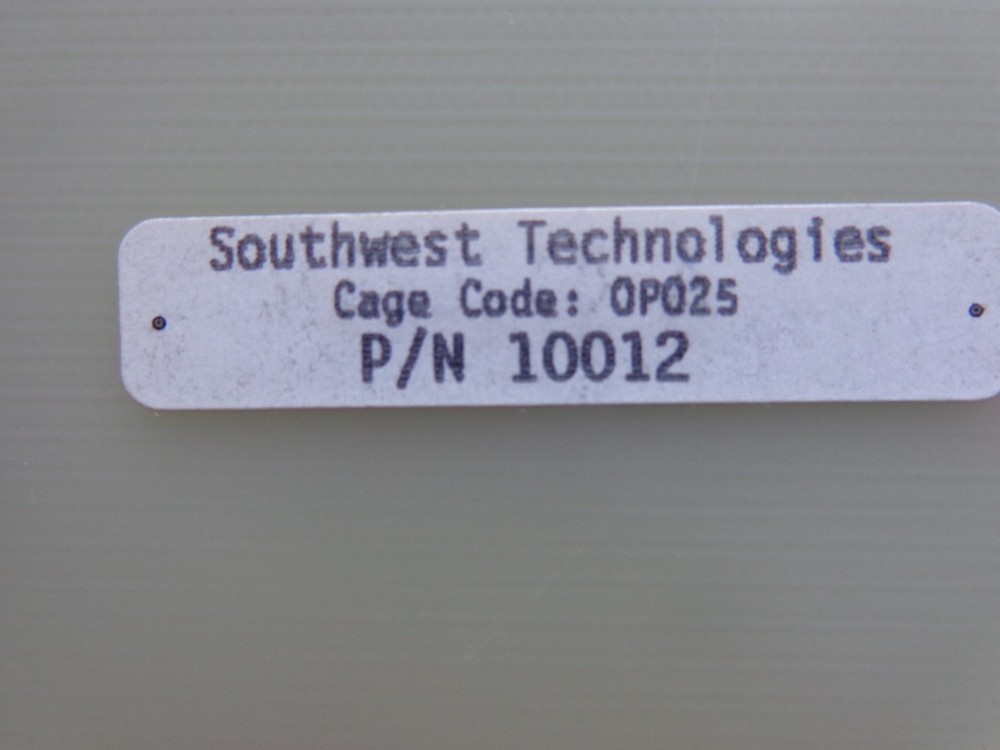 Southwest Technologies
Cage Code: 0P025
P/N 10012